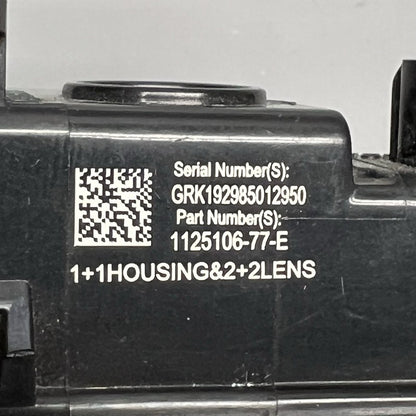 Serial Number(S):
GRK192985012950
Part Number(S):
1125106-77-E
1+1HOUSING&2+2LENS